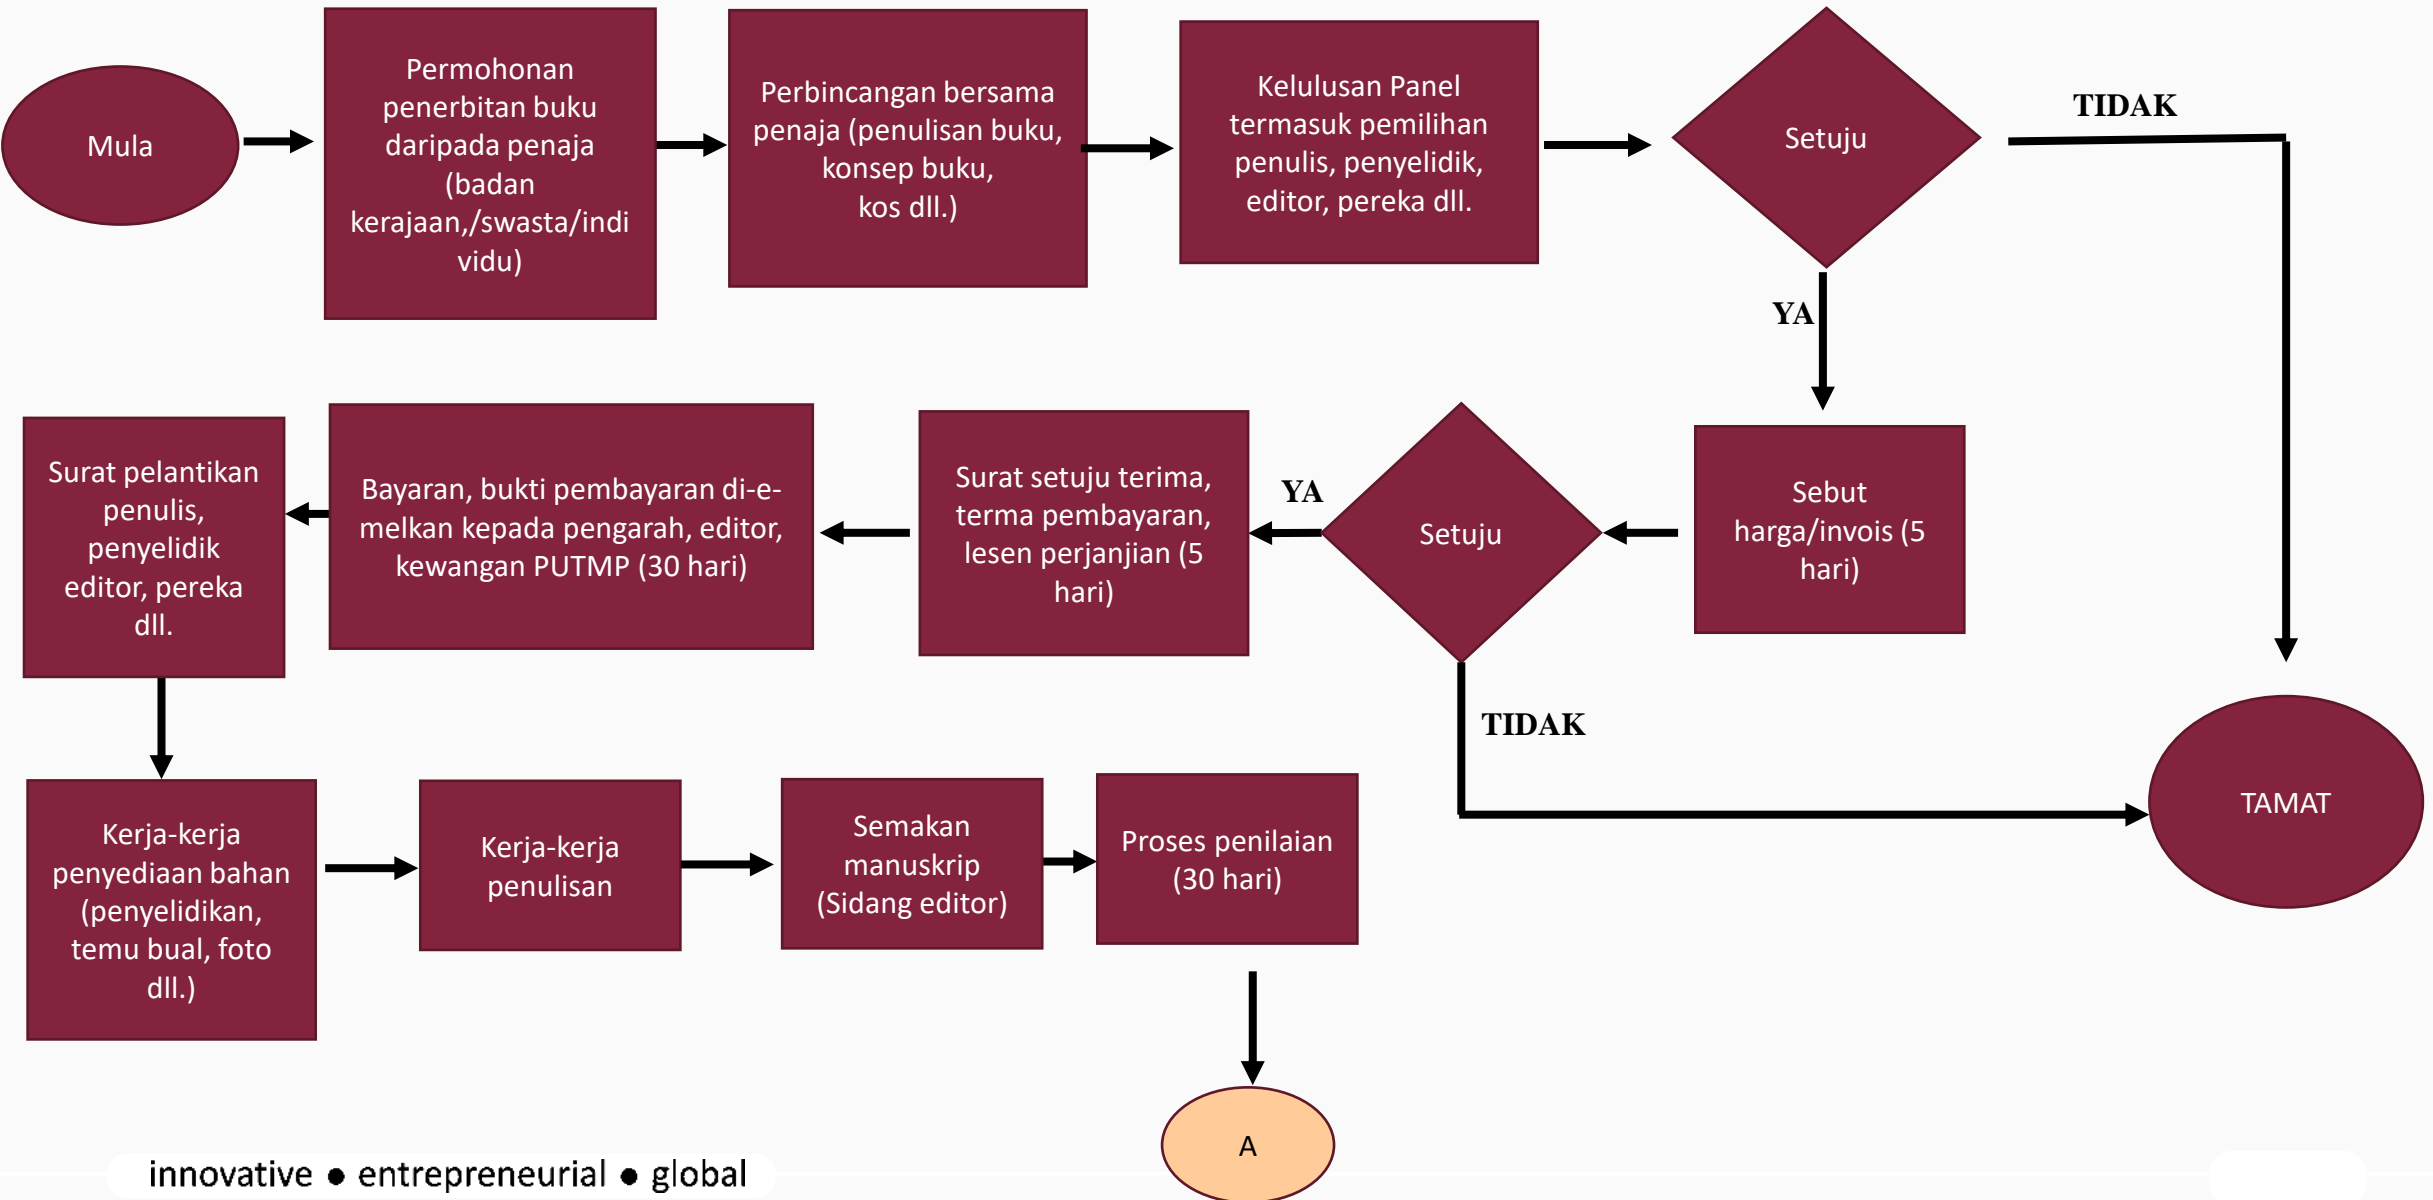 Mula
Permohonan
penerbitan buku
daripada penaja
(badan
kerajaan,/swasta/indi
vidu)
Perbincangan bersama
penaja (penulisan buku,
konsep buku,
kos dll.)
Kelulusan Panel
termasuk pemilihan
penulis, penyelidik,
editor, pereka dll.
Setuju
TIDAK
YA
Sebut
harga/invois (5
hari)
Setuju
YA
TIDAK
Surat setuju terima,
terma pembayaran,
lesen perjanjian (5
hari)
Bayaran, bukti pembayaran di-e-
melkan kepada pengarah, editor,
kewangan PUTMP (30 hari)
Surat pelantikan
penulis,
penyelidik
editor, pereka
dll.
Kerja-kerja
penyediaan bahan
(penyelidikan,
temu bual, foto
dll.)
Kerja-kerja
penulisan
Semakan
manuskrip
(Sidang editor)
Proses penilaian
(30 hari)
TAMAT
A
innovative ● entrepreneurial ● global